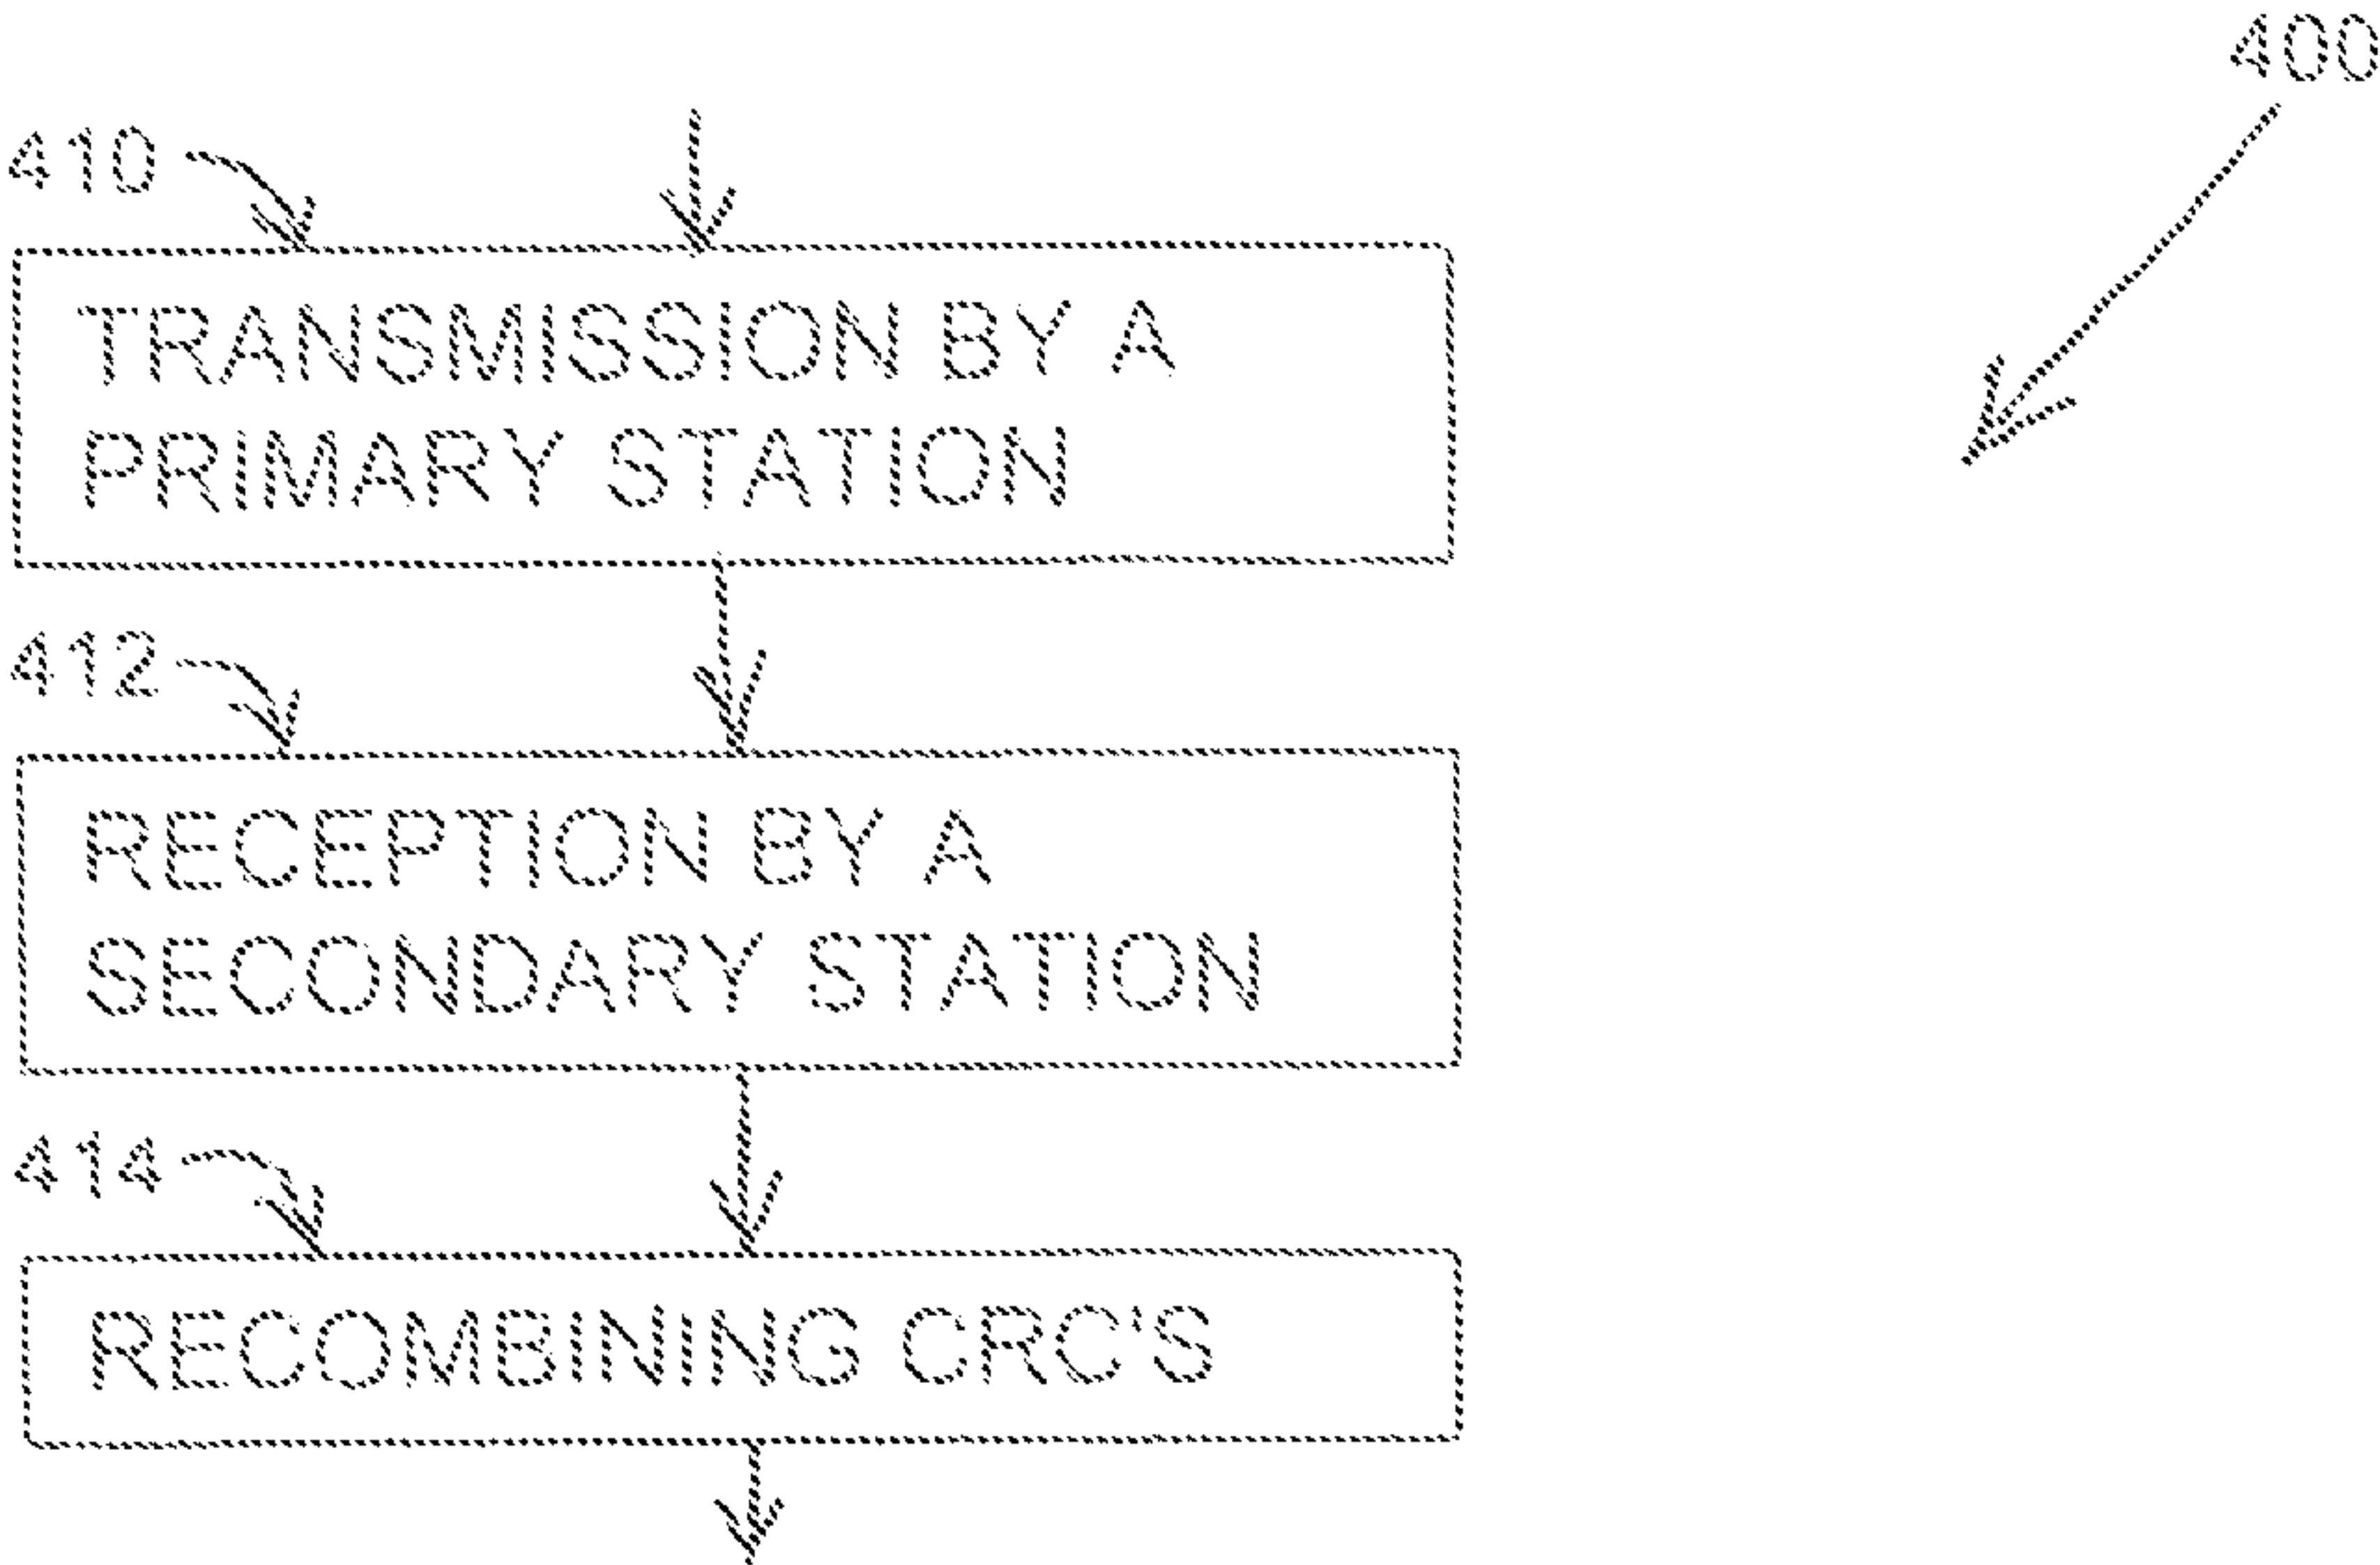 400
410
TRANSMISSION BY A
PRIMARY STATION
412
RECEPTION BY A
SECONDARY STATION
414
RECOMBINING CRC'S